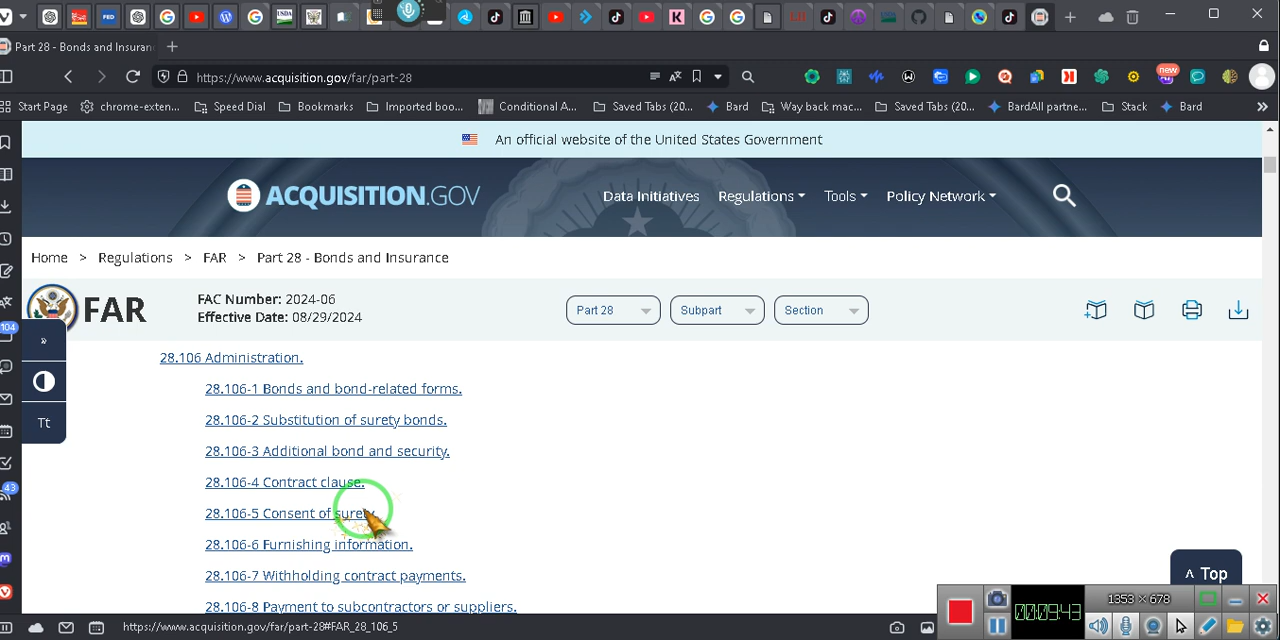 Part 28 - Bonds and Insuran
https://www.acquisition.gov/far/part-28
new
Start Page chrome-exten... Speed Dial Bookmarks Imported boo... Conditional A... Saved Tabs (20... Bard Way back mac... Saved Tabs (20... BardAll partne... Stack Bard
An official website of the United States Government
ACQUISITION.GOV Data Initiatives Regulations Tools Policy Network
Home > Regulations > FAR > Part 28 - Bonds and Insurance
FAR
FAC Number: 2024-06
Effective Date: 08/29/2024
Part 28 Subpart Section
104
»
Tt
43
28.106 Administration.
28.106-1 Bonds and bond-related forms.
28.106-2 Substitution of surety bonds.
28.106-3 Additional bond and security.
28.106-4 Contract clause.
28.106-5 Consent of surety.
28.106-6 Furnishing information.
28.106-7 Withholding contract payments.
28.106-8 Payment to subcontractors or suppliers.
^ Top
https://www.acquisition.gov/far/part-28#FAR_28_106_5
00:09:43
1353 × 678